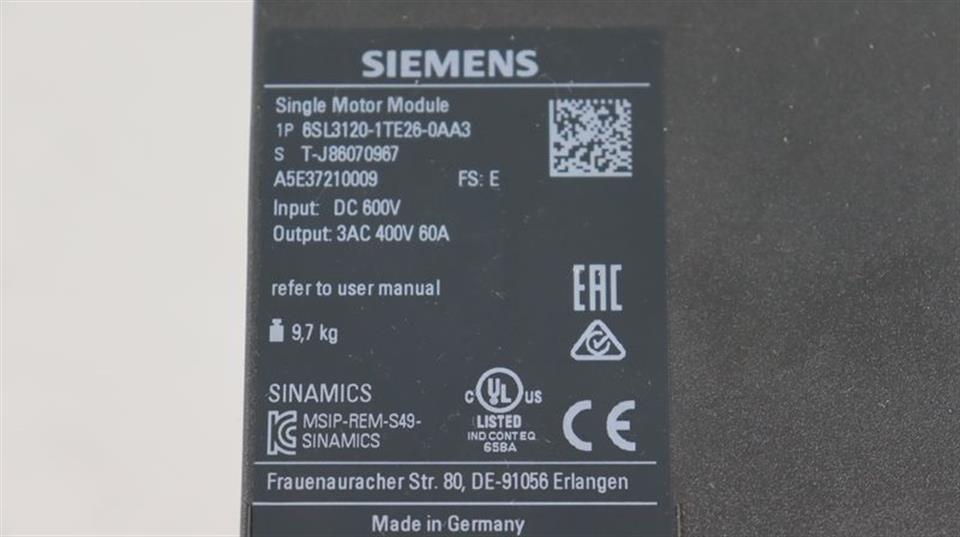 SIEMENS
Single Motor Module
1P 6SL3120-1TE26-0AA3
S T-J86070967
A5E37210009 FS: E
Input: DC 600V
Output: 3AC 400V 60A
refer to user manual
EAC
9,7 kg
SINAMICS
C UL US
LISTED
IND.CONT.EQ.
65BA
CE
MSIP-REM-S49-
SINAMICS
Frauenauracher Str. 80, DE-91056 Erlangen
Made in Germany